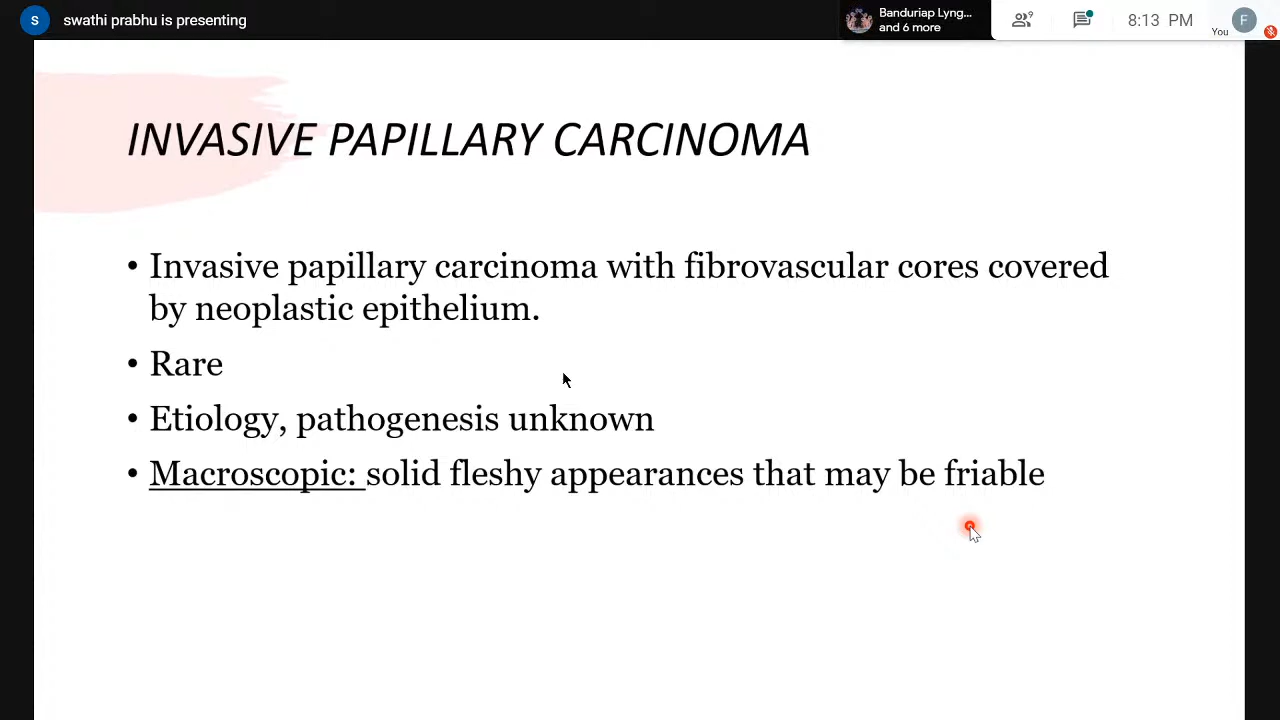 S swathi prabhu is presenting
Banduriap Lyng...
and 6 more
9
8:13 PM
You
F
INVASIVE PAPILLARY CARCINOMA
• Invasive papillary carcinoma with fibrovascular cores covered
by neoplastic epithelium.
• Rare
• Etiology, pathogenesis unknown
• Macroscopic: solid fleshy appearances that may be friable